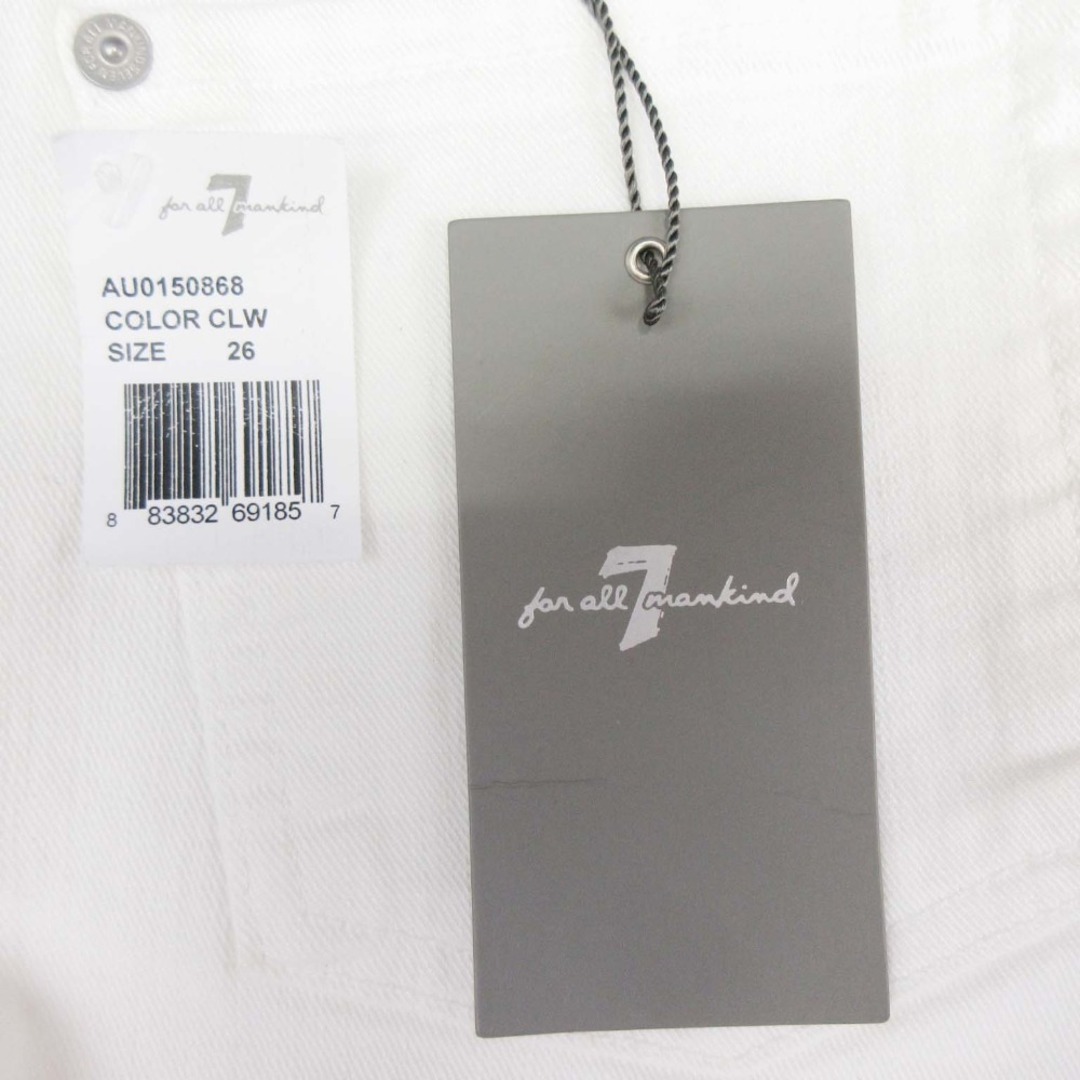 for all 7 mankind
AU0150868
COLOR CLW
SIZE 26
8 83832 69185 7
for all 7 mankind